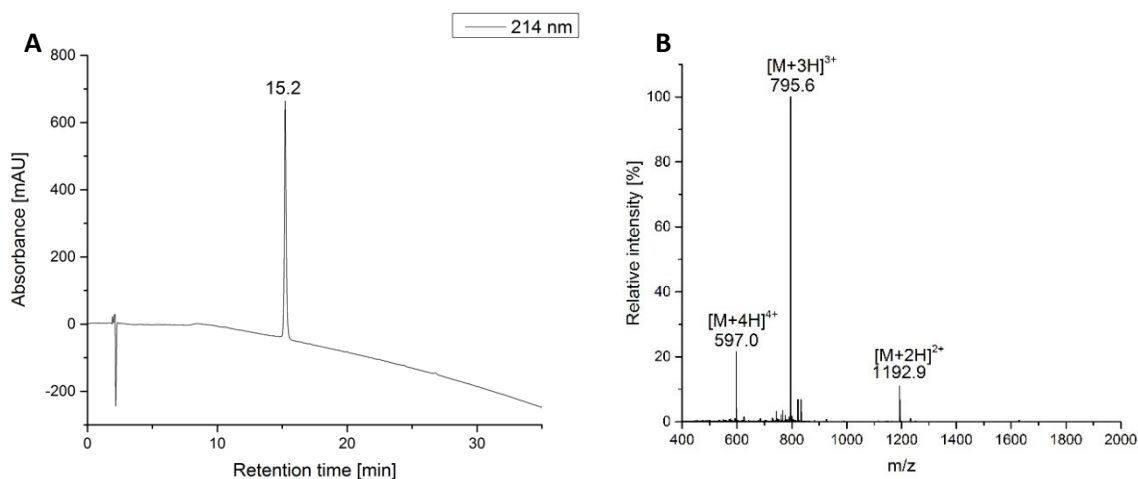 A
214 nm
800
600
400
200
0
-200
15.2
Absorbance [mAU]
0
10
20
30
Retention time [min]
B
[M+3H]3+
795.6
[M+4H]4+
597.0
[M+2H]2+
1192.9
100
80
60
40
20
0
Relative intensity [%]
400
600
800
1000
1200
1400
1600
1800
2000
m/z